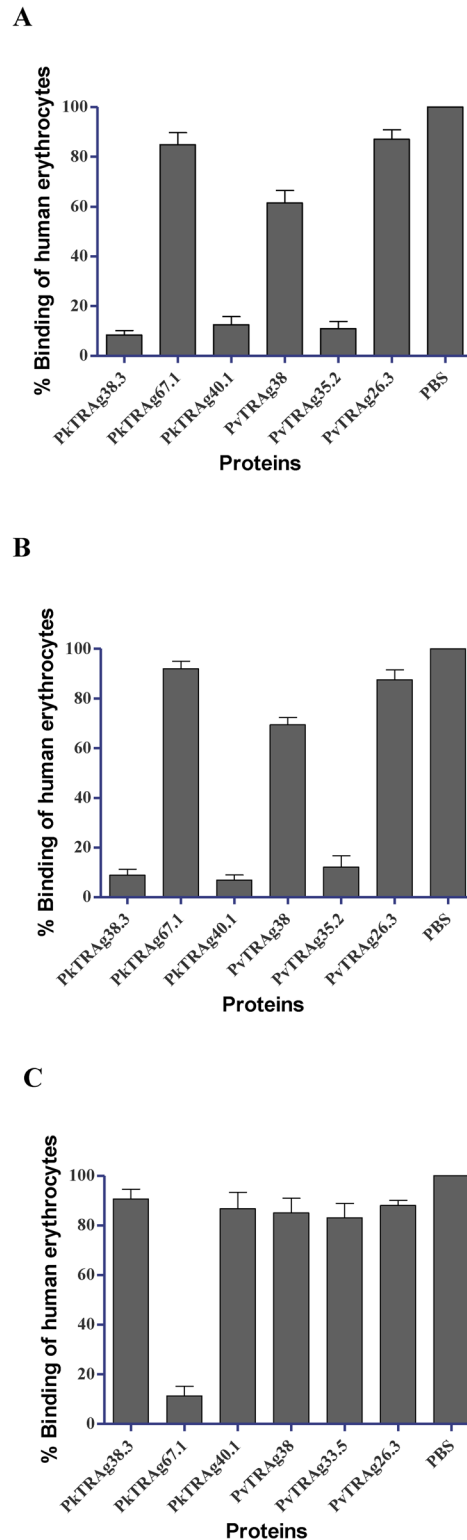 A
% Binding of human erythrocytes
100
80
60
40
20
0
PkTRAg38.3
PkTRAg67.1
PkTRAg40.1
PvTRAg38
PvTRAg35.2
PvTRAg26.3
PBS
Proteins
B
% Binding of human erythrocytes
100
80
60
40
20
0
PkTRAg38.3
PkTRAg67.1
PkTRAg40.1
PvTRAg38
PvTRAg35.2
PvTRAg26.3
PBS
Proteins
C
% Binding of human erythrocytes
100
80
60
40
20
0
PkTRAg38.3
PkTRAg67.1
PkTRAg40.1
PvTRAg38
PvTRAg33.5
PvTRAg26.3
PBS
Proteins